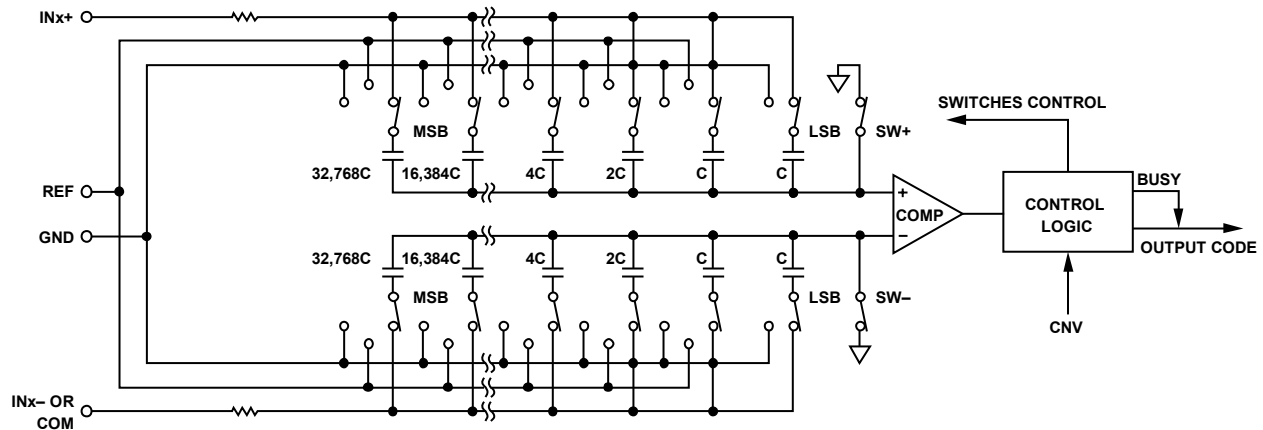 INx+
SWITCHES CONTROL
MSB
LSB
SW+
32,768C
16,384C
4C
2C
C
C
REF
BUSY
+
COMP
–
CONTROL
LOGIC
GND
OUTPUT CODE
32,768C
16,384C
4C
2C
C
C
MSB
LSB
SW–
CNV
INx– OR
COM